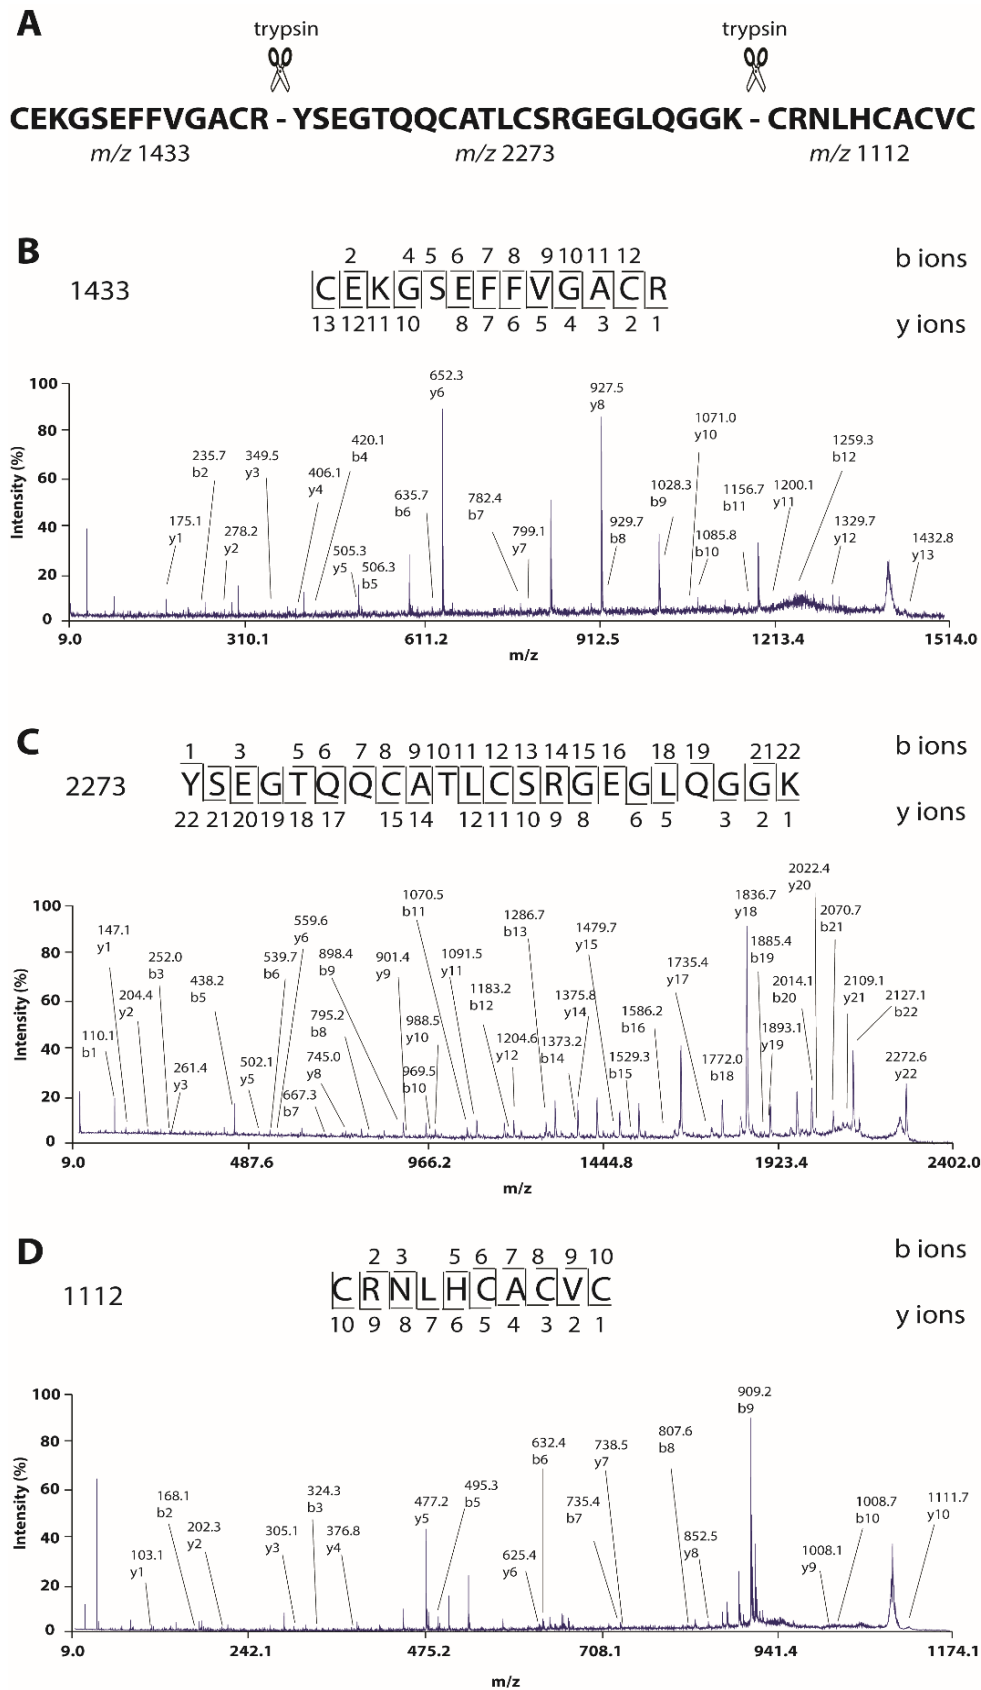 A
trypsin trypsin
CEKGSEFFVGACR - YSEGTQQCATLCSRGEGLQGGK - CRNLHCACVC
m/z 1433 m/z 2273 m/z 1112
B
2 4 5 6 7 8 9 10 11 12 b ions
1433 C E K G S E F F V G A C R
13 12 11 10 8 7 6 5 4 3 2 1 y ions
100
80
60
40
20
0
Intensity (%)
652.3
y6
927.5
y8
1071.0
y10
420.1
b4
1259.3
b12
235.7
b2
349.5
y3
406.1
y4
1028.3
b9
1156.7
b11
1200.1
y11
635.7
b6
782.4
b7
175.1
y1
278.2
y2
799.1
y7
929.7
b8
1329.7
y12
1085.8
b10
1432.8
y13
505.3
y5
506.3
b5
9.0 310.1 611.2 912.5 1213.4 1514.0
m/z
C
1 3 5 6 7 8 9 10 11 12 13 14 15 16 18 19 21 22 b ions
2273 Y S E G T Q Q C A T L C S R G E G L Q G G K
22 21 20 19 18 17 15 14 12 11 10 9 8 6 5 3 2 1 y ions
100
80
60
40
20
0
Intensity (%)
2022.4
y20
1070.5
b11
1836.7
y18
1286.7
b13
2070.7
b21
559.6
y6
1479.7
y15
147.1
y1
1885.4
b19
252.0
b3
539.7
b6
898.4
b9
901.4
y9
1091.5
y11
1735.4
y17
438.2
b5
2014.1
b20
2109.1
y21
2127.1
b22
204.4
y2
1183.2
b12
1375.8
y14
1586.2
b16
795.2
b8
988.5
y10
110.1
b1
1204.6
y12
1373.2
b14
1893.1
y19
502.1
y5
745.0
y8
1529.3
b15
1772.0
b18
2272.6
y22
261.4
y3
969.5
b10
667.3
b7
9.0 487.6 966.2 1444.8 1923.4 2402.0
m/z
D
2 3 5 6 7 8 9 10 b ions
1112 C R N L H C A C V C
10 9 8 7 6 5 4 3 2 1 y ions
100
80
60
40
20
0
Intensity (%)
909.2
b9
632.4
b6
738.5
y7
807.6
b8
324.3
b3
477.2
y5
495.3
b5
168.1
b2
735.4
b7
1008.7
b10
1111.7
y10
202.3
y2
305.1
y3
376.8
y4
852.5
y8
103.1
y1
625.4
y6
1008.1
y9
9.0 242.1 475.2 708.1 941.4 1174.1
m/z